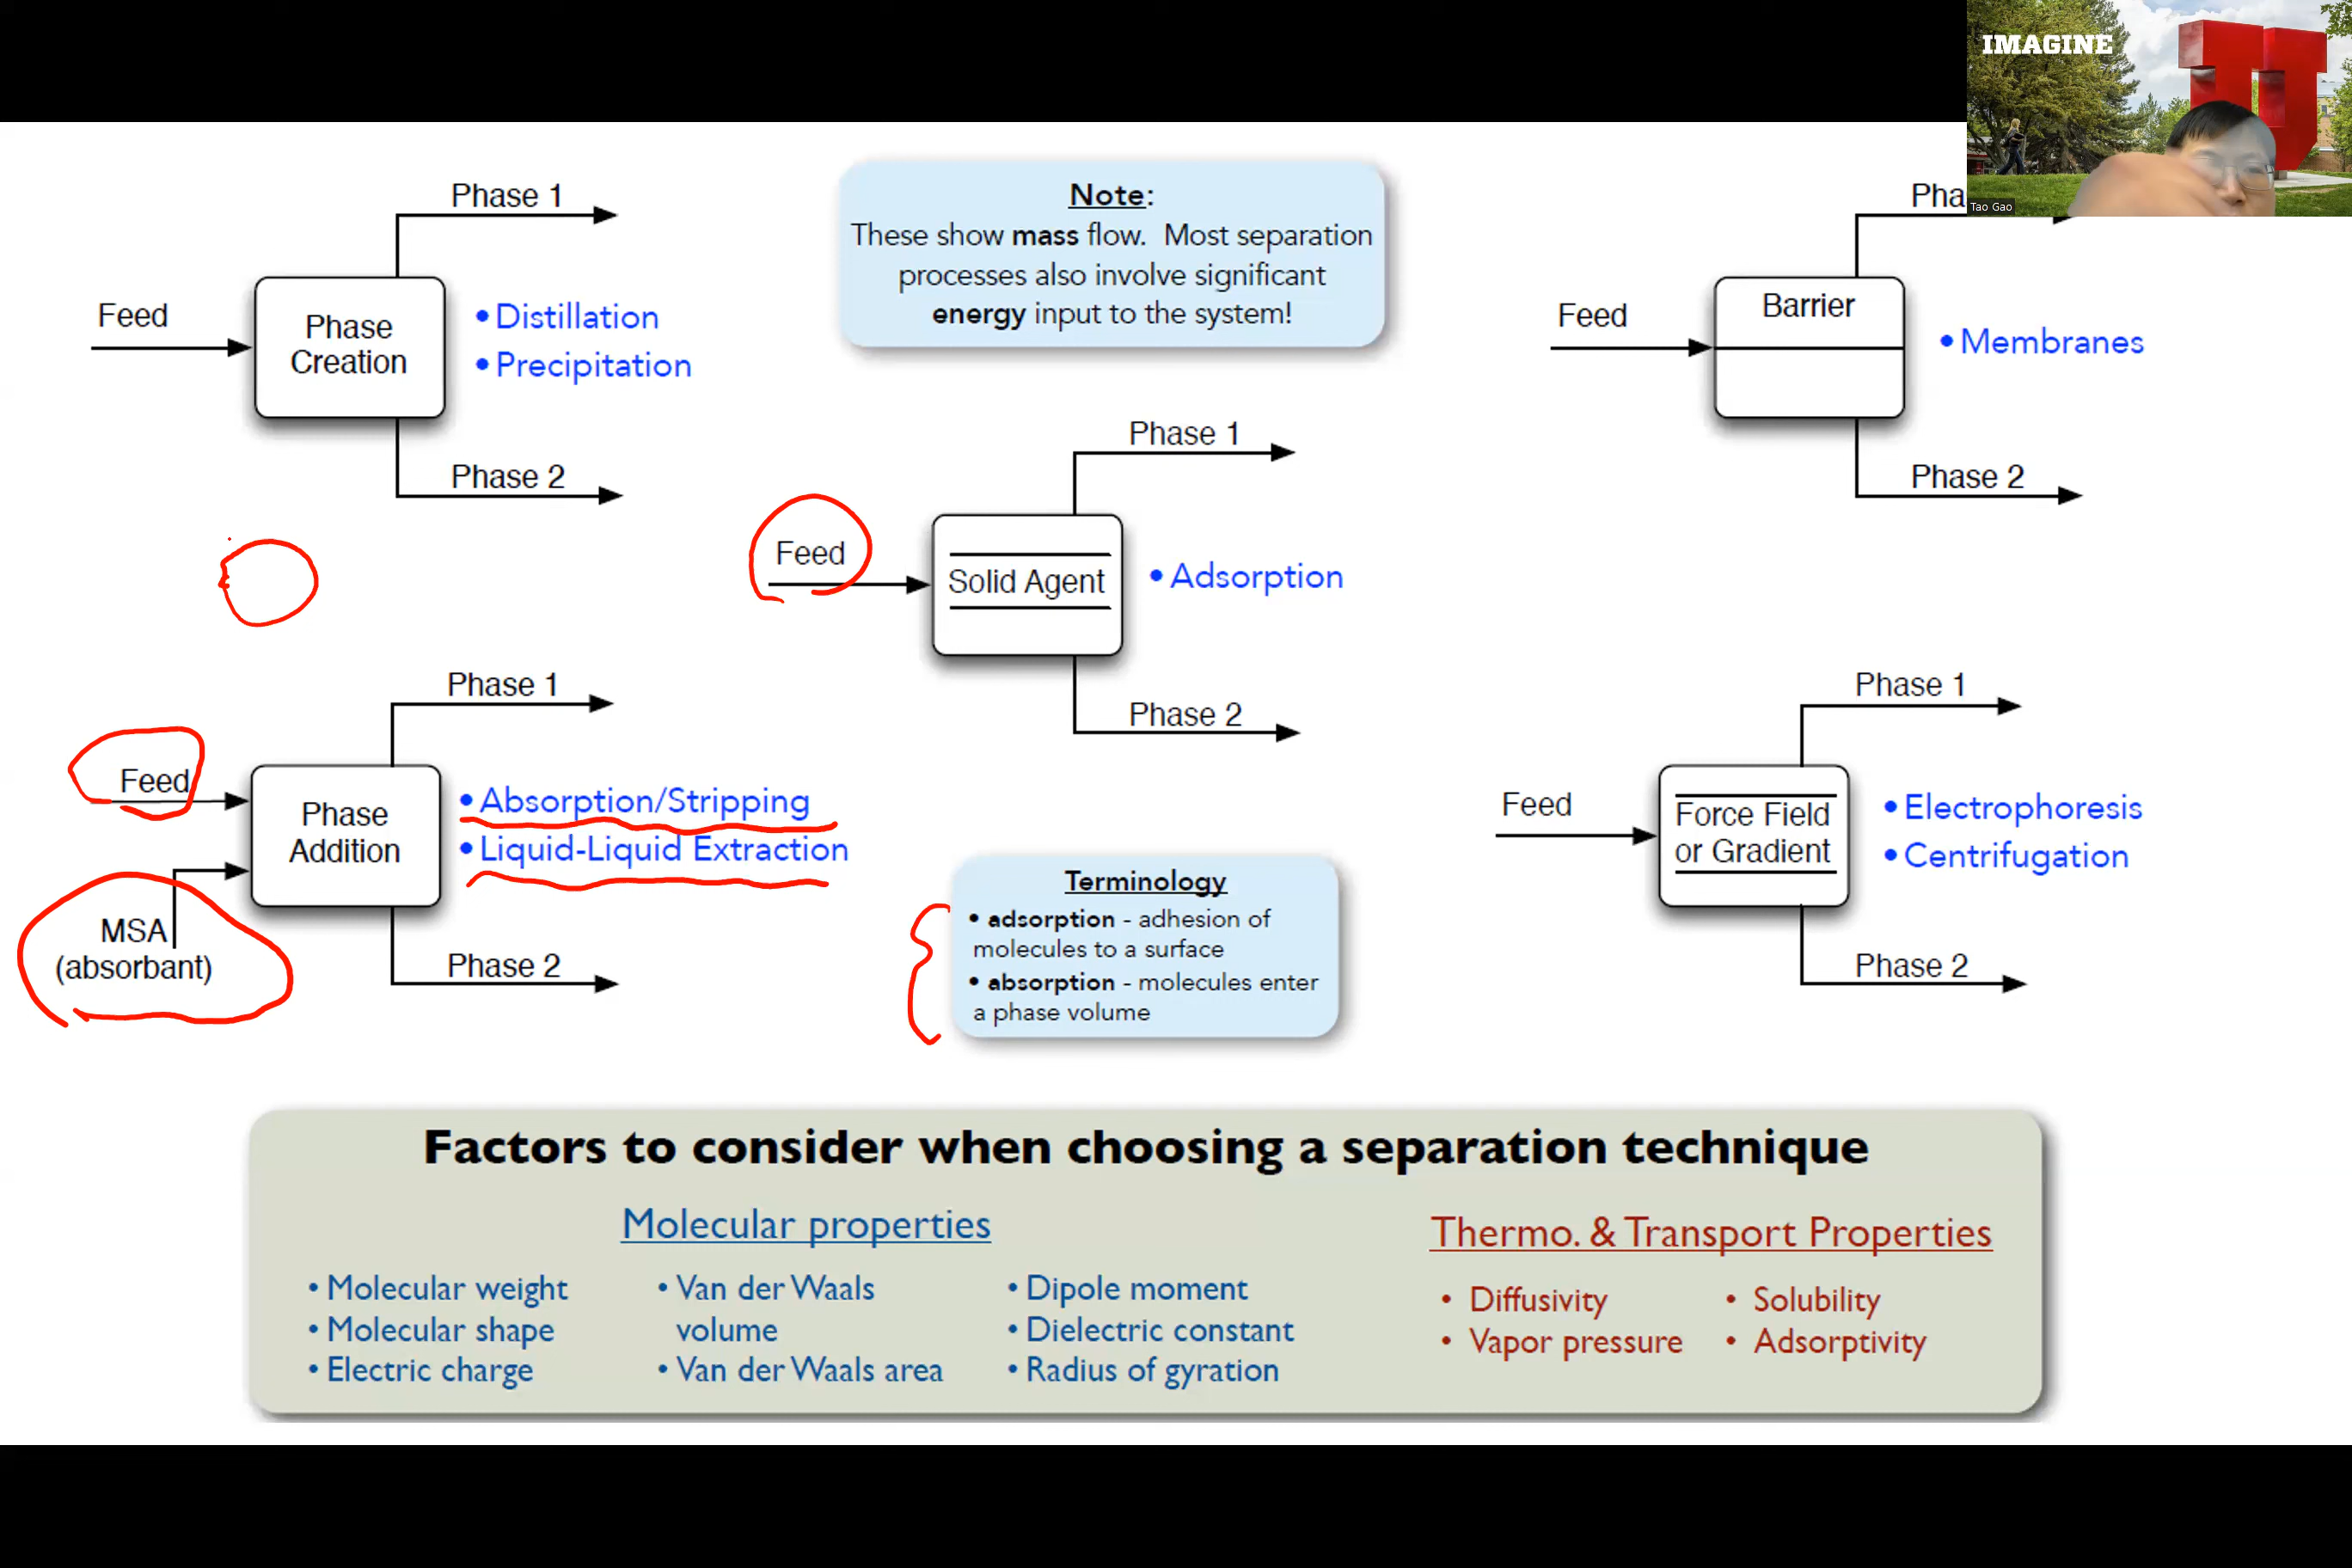 IMAGINE
Tao Gao
Phase 1
Feed
Phase
Creation
• Distillation
• Precipitation
Phase 2
Note:
These show mass flow. Most separation
processes also involve significant
energy input to the system!
Pha
Feed
Barrier
• Membranes
Phase 2
Phase 1
Feed
Solid Agent
• Adsorption
Phase 2
Phase 1
Feed
Phase
Addition
MSA
(absorbant)
• Absorption/Stripping
• Liquid-Liquid Extraction
Phase 2
Terminology
• adsorption - adhesion of
molecules to a surface
• absorption - molecules enter
a phase volume
Phase 1
Feed
Force Field
or Gradient
• Electrophoresis
• Centrifugation
Phase 2
Factors to consider when choosing a separation technique
Molecular properties
• Molecular weight
• Molecular shape
• Electric charge
• Van der Waals
volume
• Van der Waals area
• Dipole moment
• Dielectric constant
• Radius of gyration
Thermo. & Transport Properties
• Diffusivity
• Vapor pressure
• Solubility
• Adsorptivity